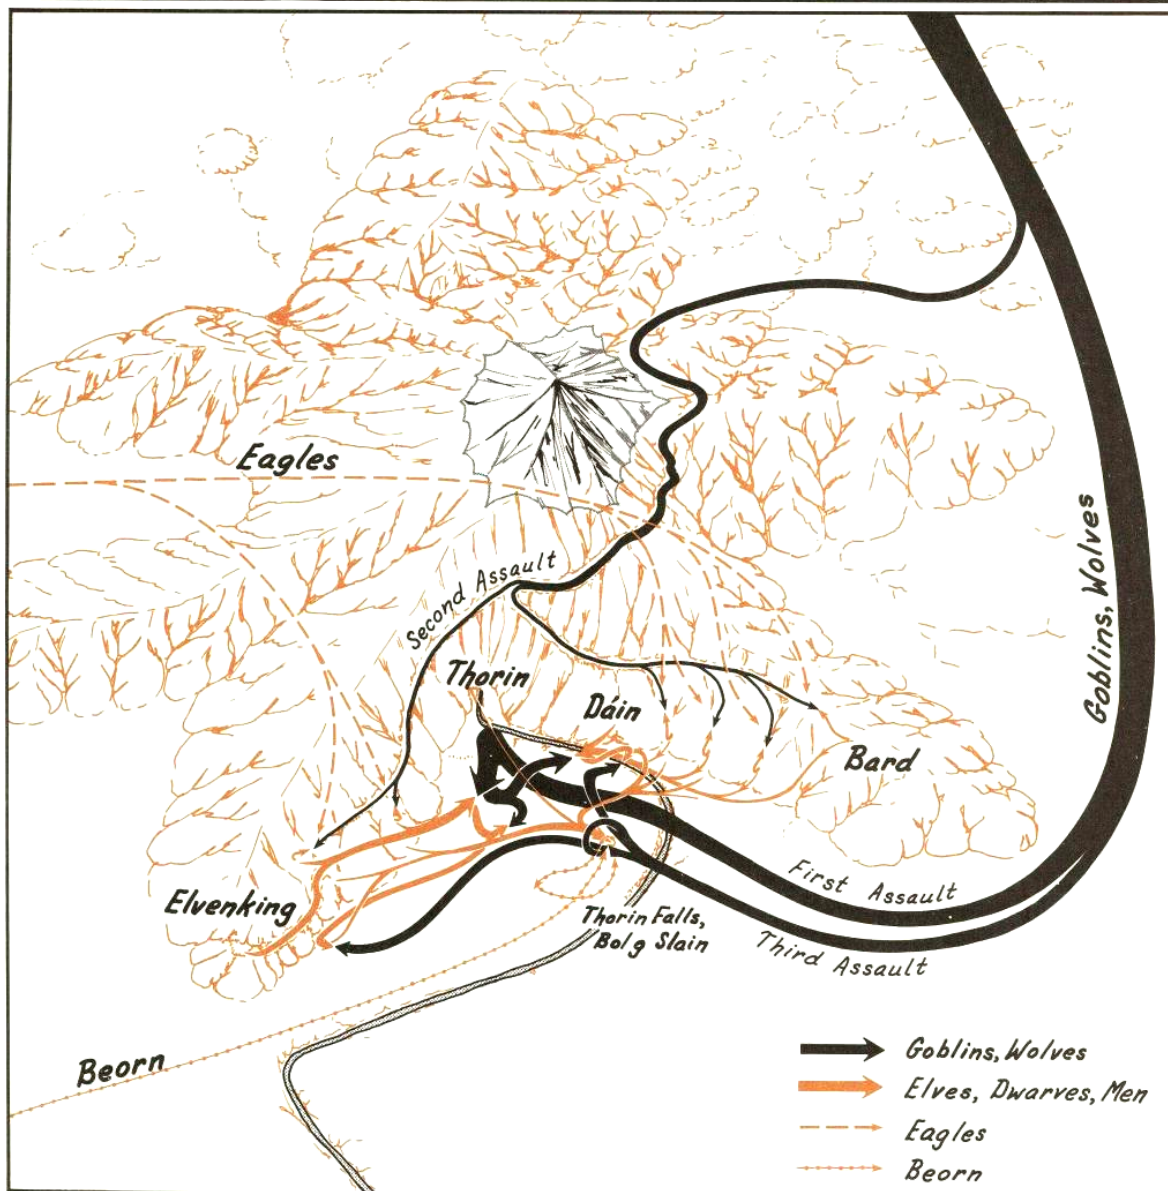 Eagles
Goblins, Wolves
Second Assault
Thorin
Dáin
Bard
Elvenking
First Assault
Thorin Falls,
Bolg Slain
Third Assault
Beorn
Goblins, Wolves
Elves, Dwarves, Men
Eagles
Beorn